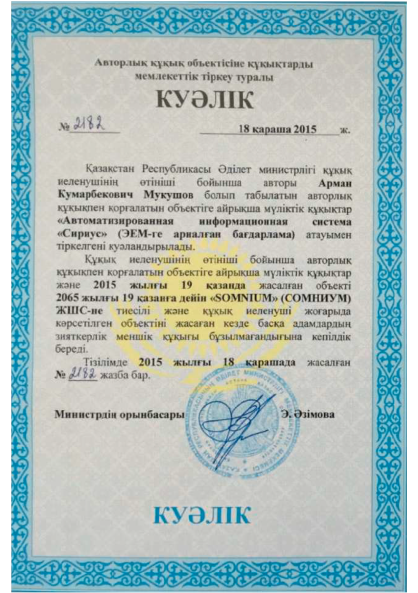 Авторлық құқық объектісіне құқықтарды
мемлекеттік тіркеу туралы
КУӘЛІК
№ 2182 18 қараша 2015 ж.
Қазақстан Республикасы Әділет министрлігі құқық
иеленушінің өтініші бойынша авторы Арман
Кумарбекович Мукушов болып табылатын авторлық
құқықпен қорғалатын объектіге айрықша мүліктік құқықтар
«Автоматизированная информационная система
«Сириус» (ЭЕМ-ге арналған бағдарлама) атауымен
тіркелгені куәландырылады.
Құқық иеленушінің өтініші бойынша авторлық
құқықпен қорғалатын объектіге айрықша мүліктік құқықтар
және 2015 жылғы 19 қазанда жасалған объекті
2065 жылғы 19 қазанға дейін «SOMNIUM» (СОМНИУМ)
ЖШС-не тиесілі және құқық иеленуші жоғарыда
көрсетілген объектіні жасаған кезде басқа адамдардың
зияткерлік меншік құқығы бұзылмағандығына кепілдік
береді.
Тізілімде 2015 жылғы 18 қарашада жасалған
№ 2182 жазба бар.
Министрдің орынбасары Э. Әзімова
КУӘЛІК